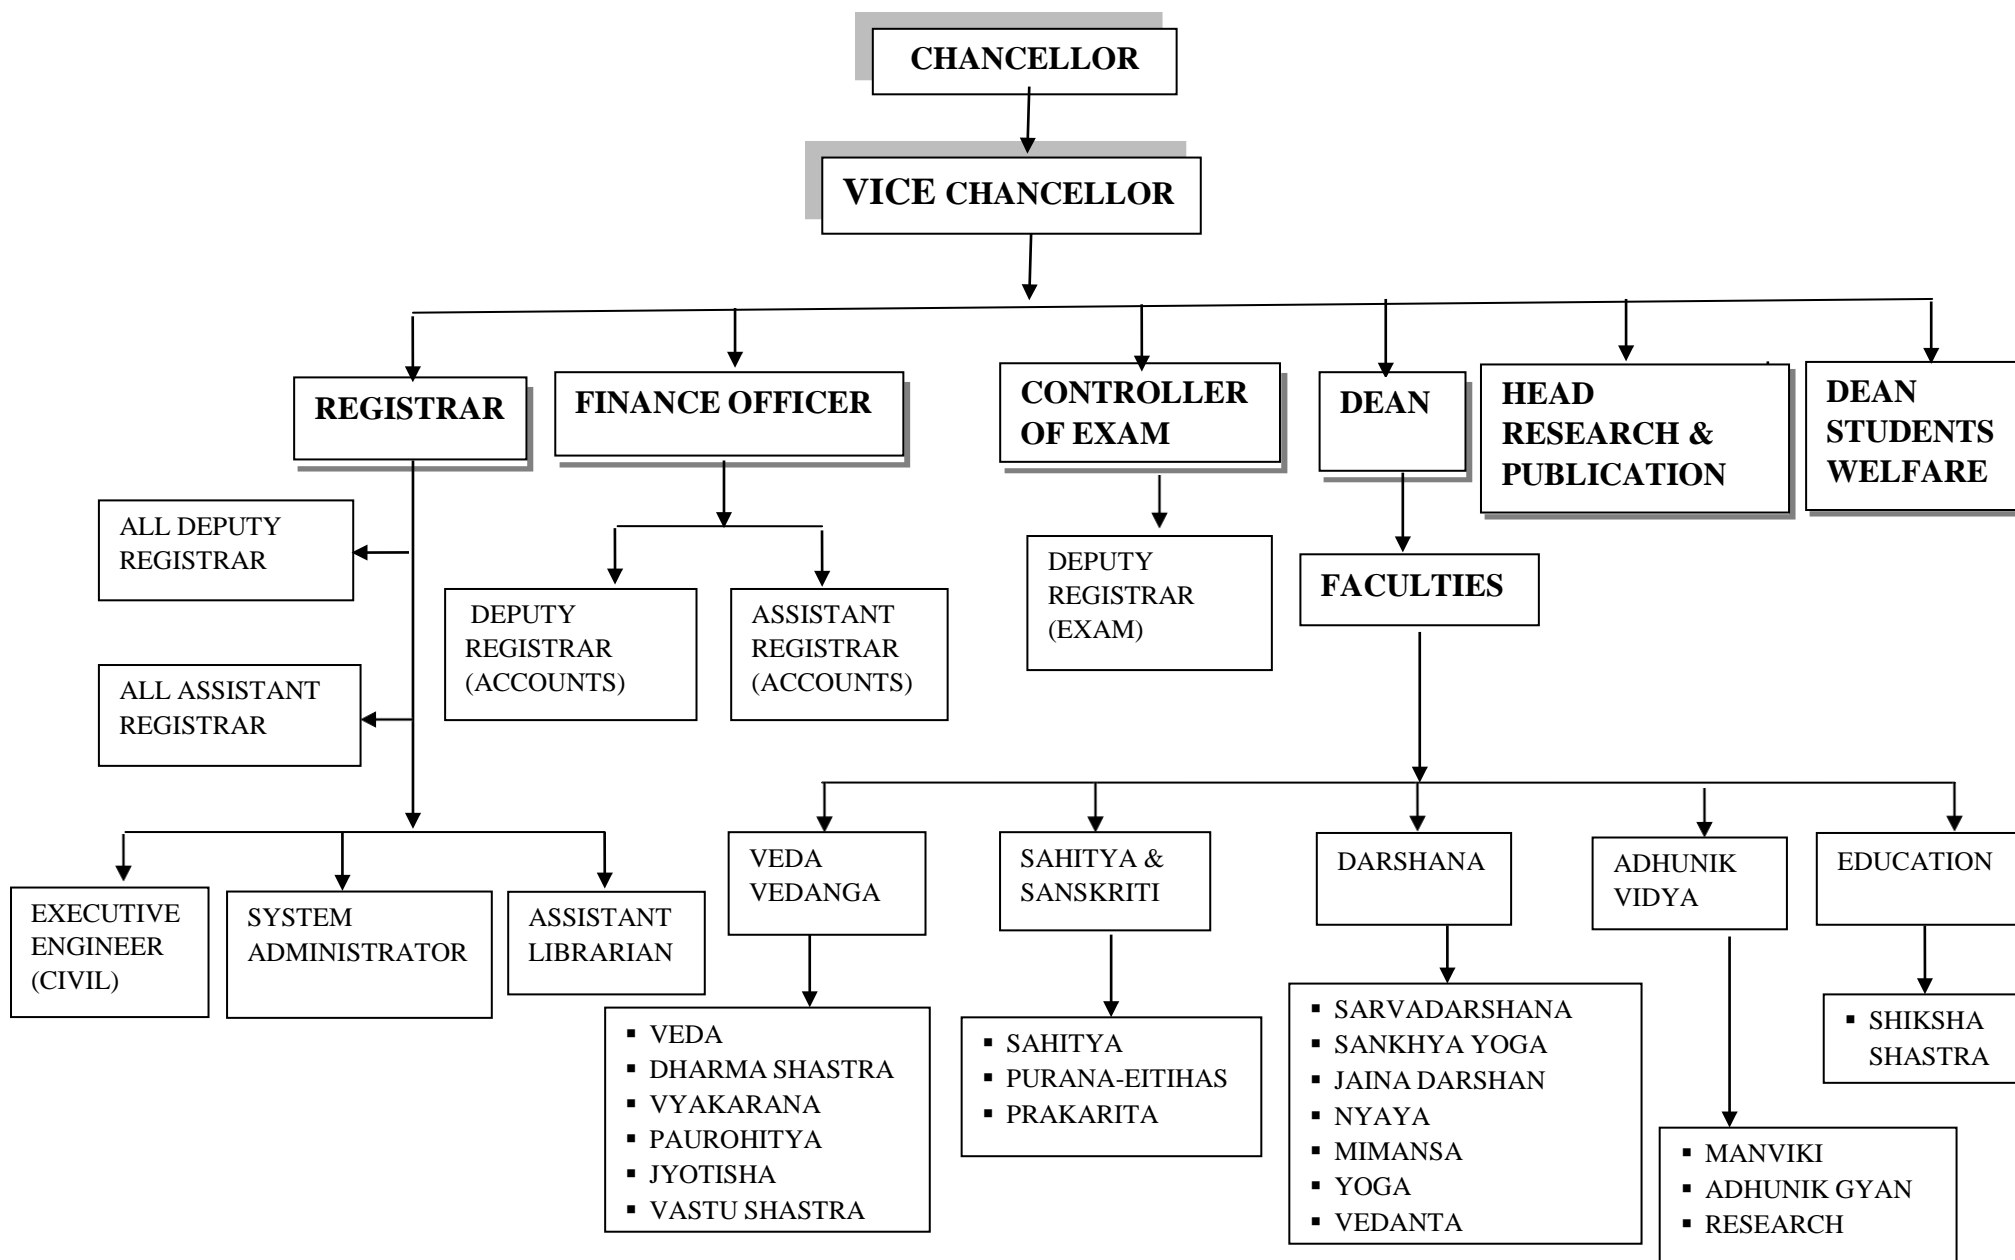 CHANCELLOR
VICE CHANCELLOR
REGISTRAR
FINANCE OFFICER
CONTROLLER
OF EXAM
DEAN
HEAD
RESEARCH &
PUBLICATION
DEAN
STUDENTS
WELFARE
ALL DEPUTY
REGISTRAR
ALL ASSISTANT
REGISTRAR
DEPUTY
REGISTRAR
(ACCOUNTS)
ASSISTANT
REGISTRAR
(ACCOUNTS)
DEPUTY
REGISTRAR
(EXAM)
FACULTIES
EXECUTIVE
ENGINEER
(CIVIL)
SYSTEM
ADMINISTRATOR
ASSISTANT
LIBRARIAN
VEDA
VEDANGA
SAHITYA &
SANSKRITI
DARSHANA
ADHUNIK
VIDYA
EDUCATION
▪ VEDA
▪ DHARMA SHASTRA
▪ VYAKARANA
▪ PAUROHITYA
▪ JYOTISHA
▪ VASTU SHASTRA
▪ SAHITYA
▪ PURANA-EITIHAS
▪ PRAKARITA
▪ SARVADARSHANA
▪ SANKHYA YOGA
▪ JAINA DARSHAN
▪ NYAYA
▪ MIMANSA
▪ YOGA
▪ VEDANTA
▪ MANVIKI
▪ ADHUNIK GYAN
▪ RESEARCH
▪ SHIKSHA
SHASTRA